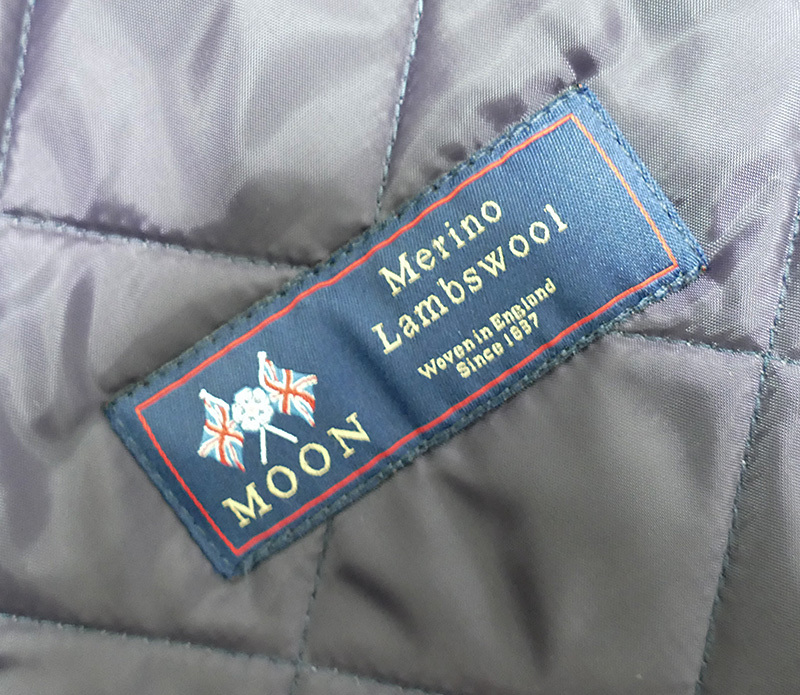 MOON
Merino
Lambswool
Woven in England
Since 1837